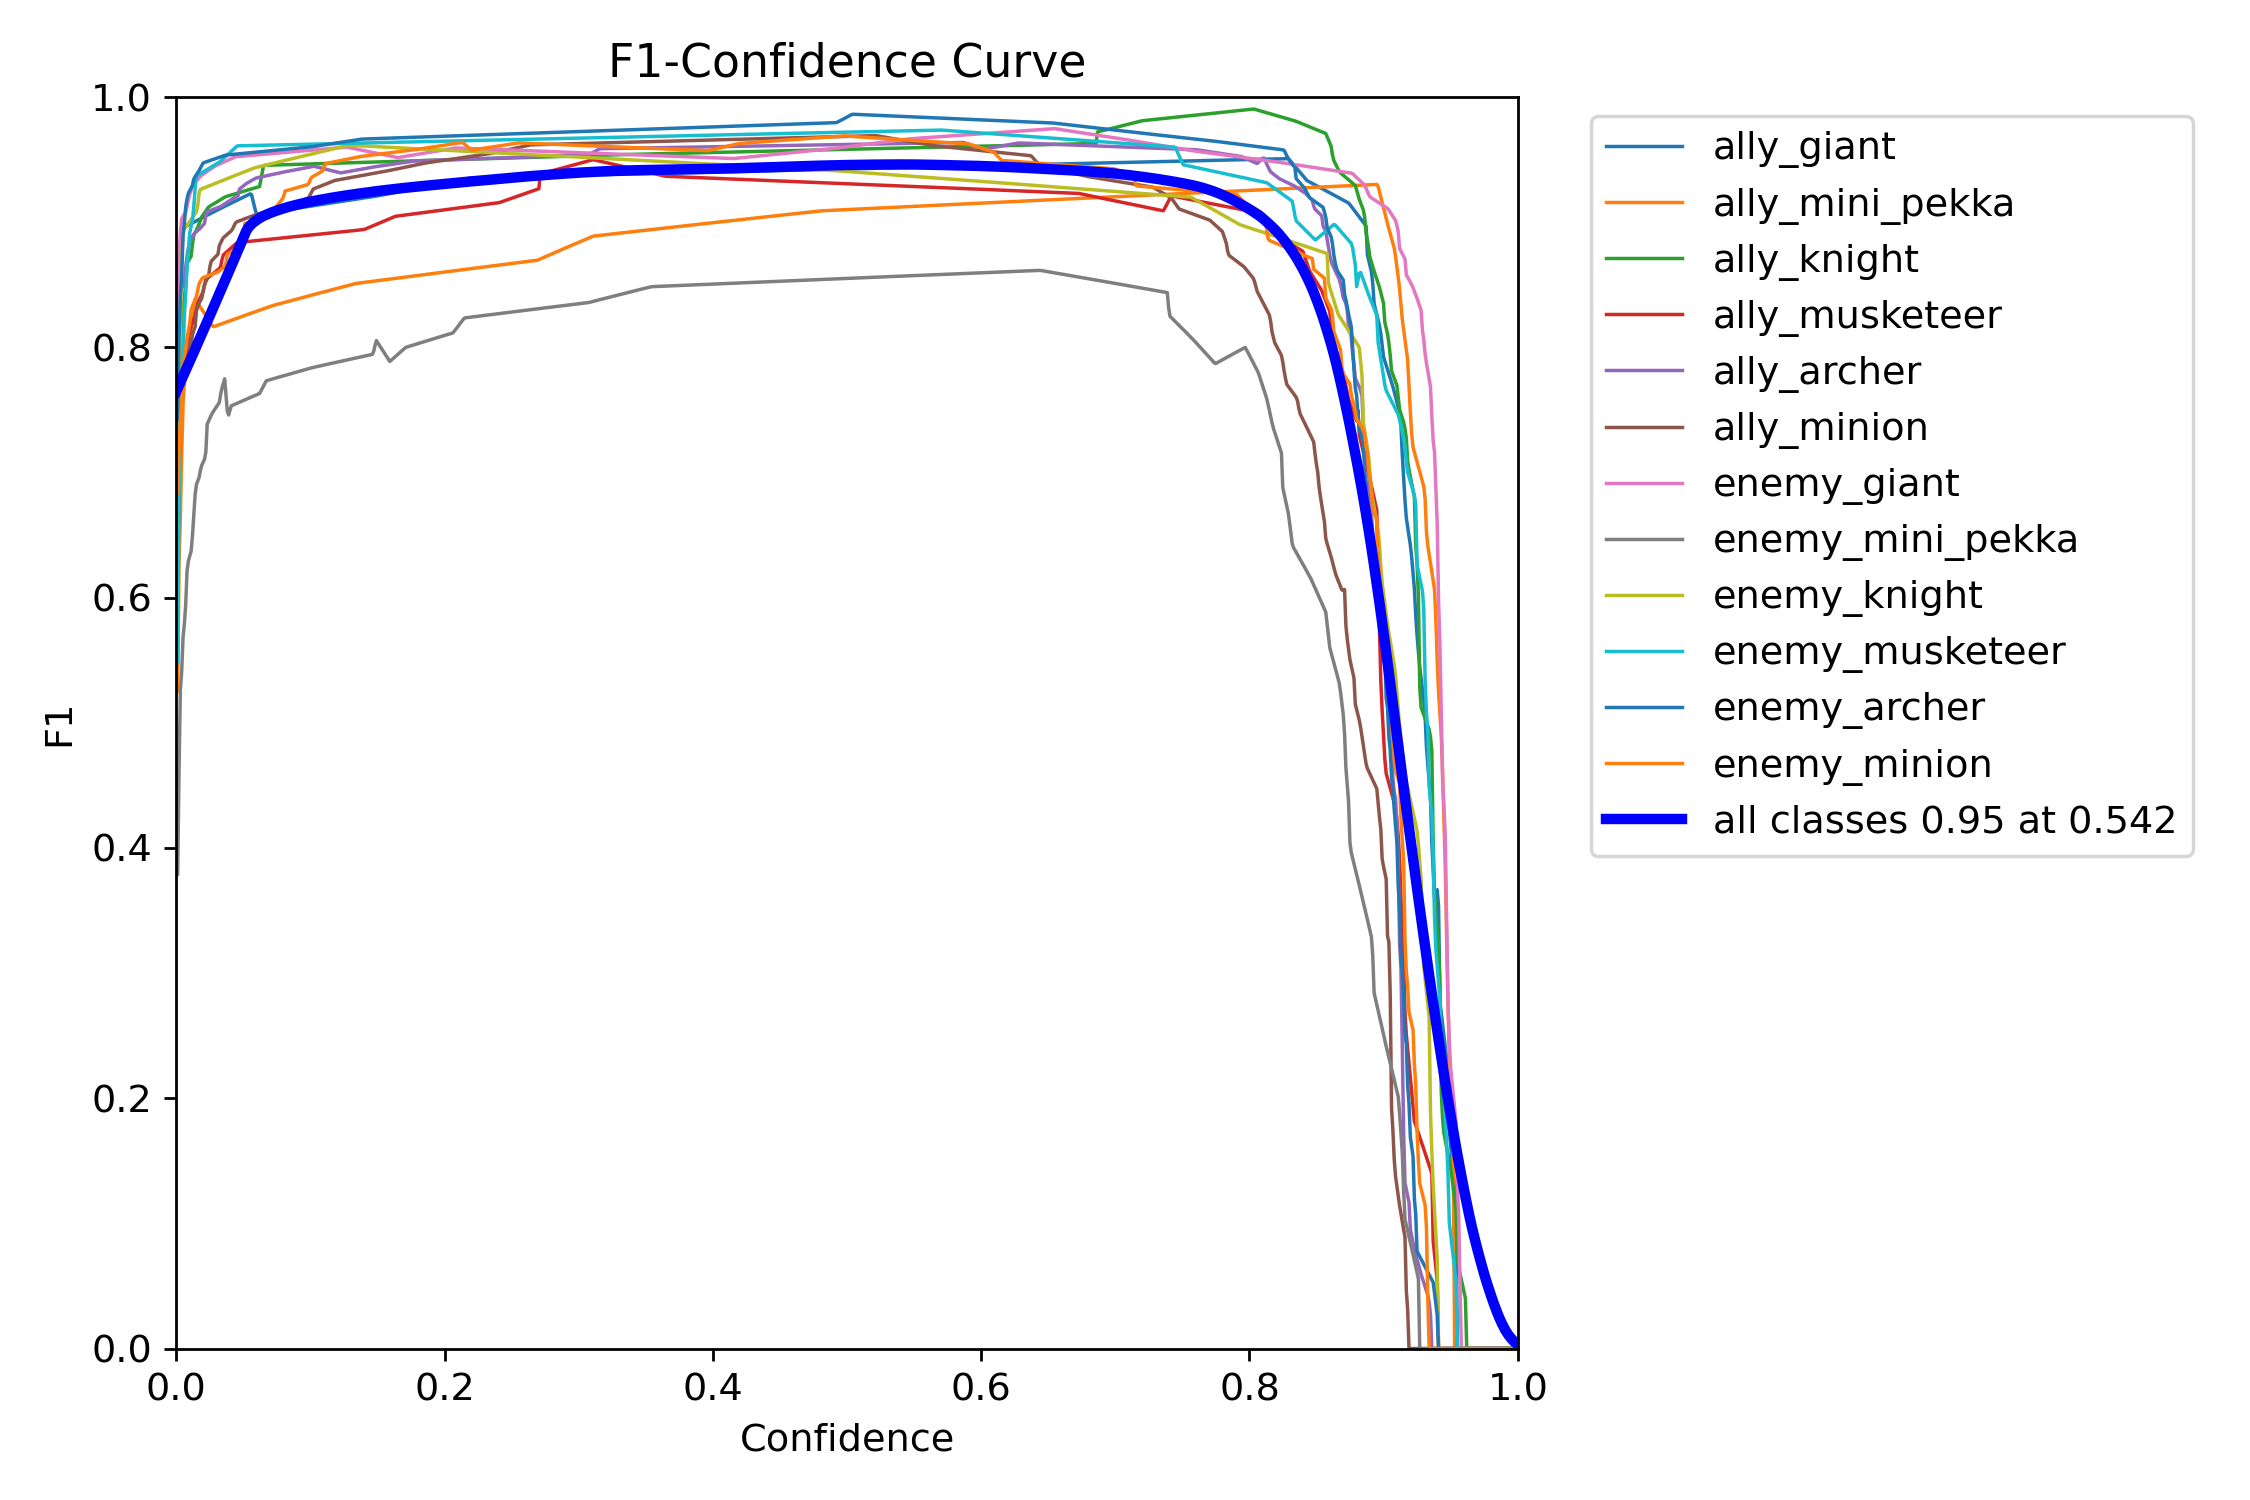 F1-Confidence Curve
1.0
0.8
0.6
0.4
0.2
0.0
F1
0.0 0.2 0.4 0.6 0.8 1.0
Confidence
ally_giant
ally_mini_pekka
ally_knight
ally_musketeer
ally_archer
ally_minion
enemy_giant
enemy_mini_pekka
enemy_knight
enemy_musketeer
enemy_archer
enemy_minion
all classes 0.95 at 0.542